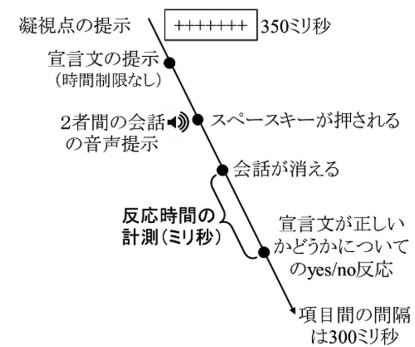 凝視点の提示
+++++++
350ミリ秒
宣言文の提示
(時間制限なし)
2者間の会話
の音声提示
スペースキーが押される
会話が消える
反応時間の
計測(ミリ秒)
宣言文が正しい
かどうかについて
のyes/no反応
項目間の間隔
は300ミリ秒